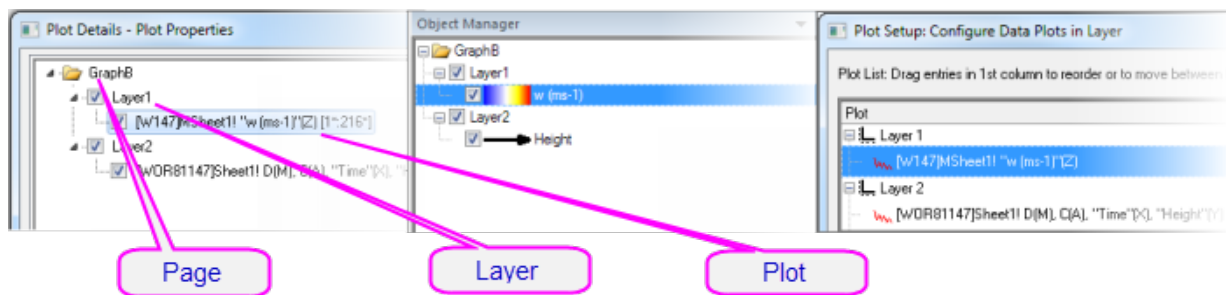 Plot Details - Plot Properties
GraphB
Layer1
[W147]MSheet1! "w (ms-1)"(Z) [1*:216*]
Layer2
[WOR81147]Sheet1! D(M), C(A), "Time"(X),
Object Manager
GraphB
Layer1
w (ms-1)
Layer2
Height
Plot Setup: Configure Data Plots in Layer
Plot List: Drag entries in 1st column to reorder or to move between
Plot
Layer 1
[W147]MSheet1! "w (ms-1)"(Z)
Layer 2
[WOR81147]Sheet1! D(M), C(A), "Time"(X), "Height"(Y)
Page
Layer
Plot